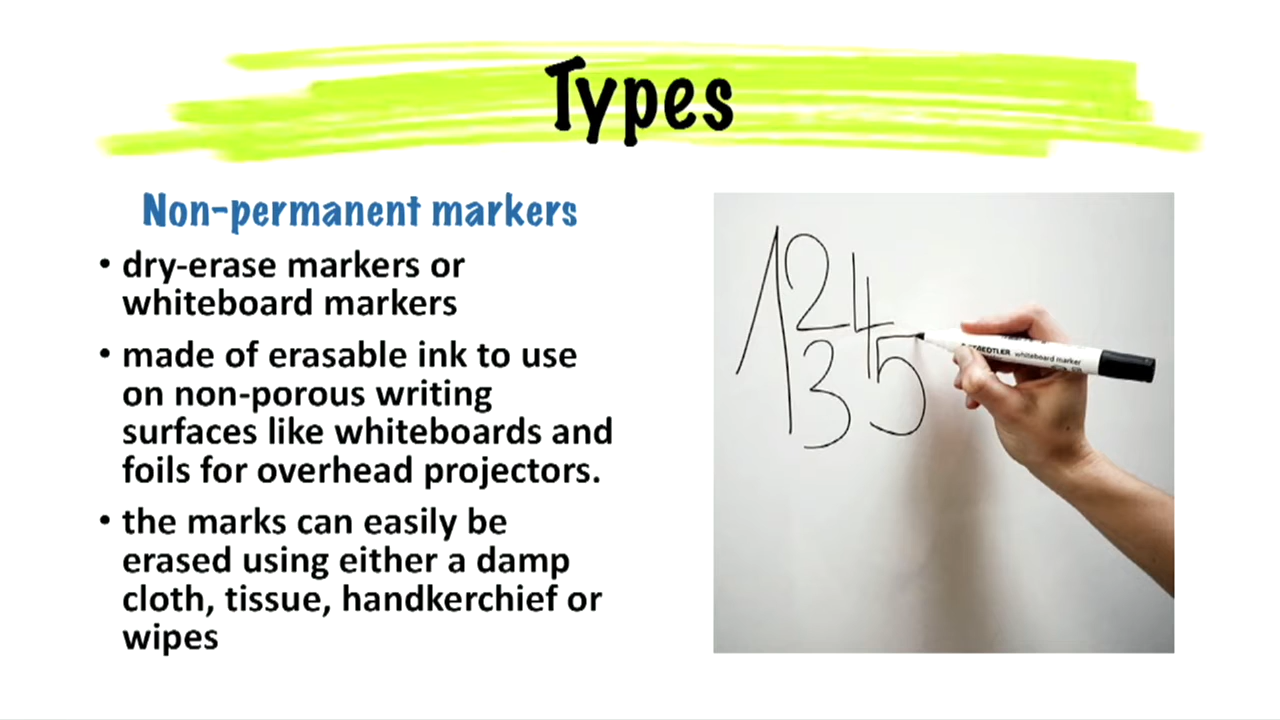 Types
Non-permanent markers
• dry-erase markers or
whiteboard markers
• made of erasable ink to use
on non-porous writing
surfaces like whiteboards and
foils for overhead projectors.
• the marks can easily be
erased using either a damp
cloth, tissue, handkerchief or
wipes
1 2 4
3 5
STAEDTLER whiteboard marker